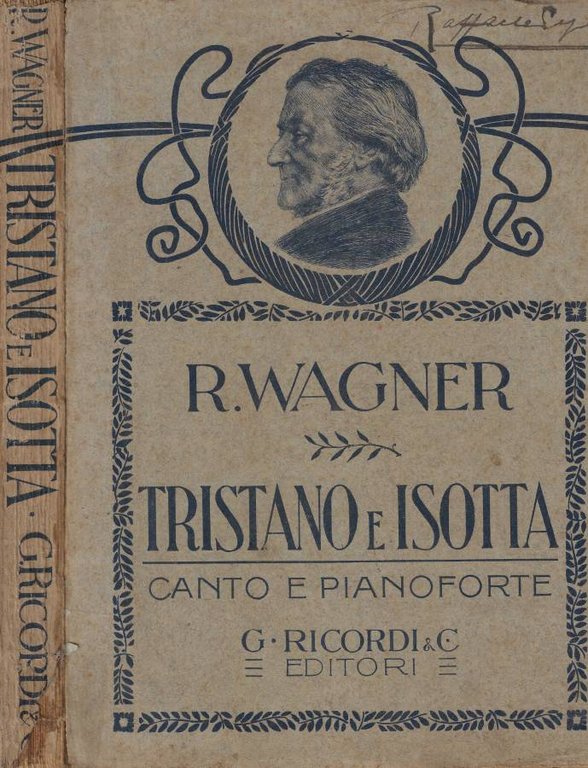 R. WAGNER
TRISTANO E ISOTTA
CANTO E PIANOFORTE
G. RICORDI & C.
EDITORI
R. WAGNER TRISTANO E ISOTTA · G. RICORDI & C